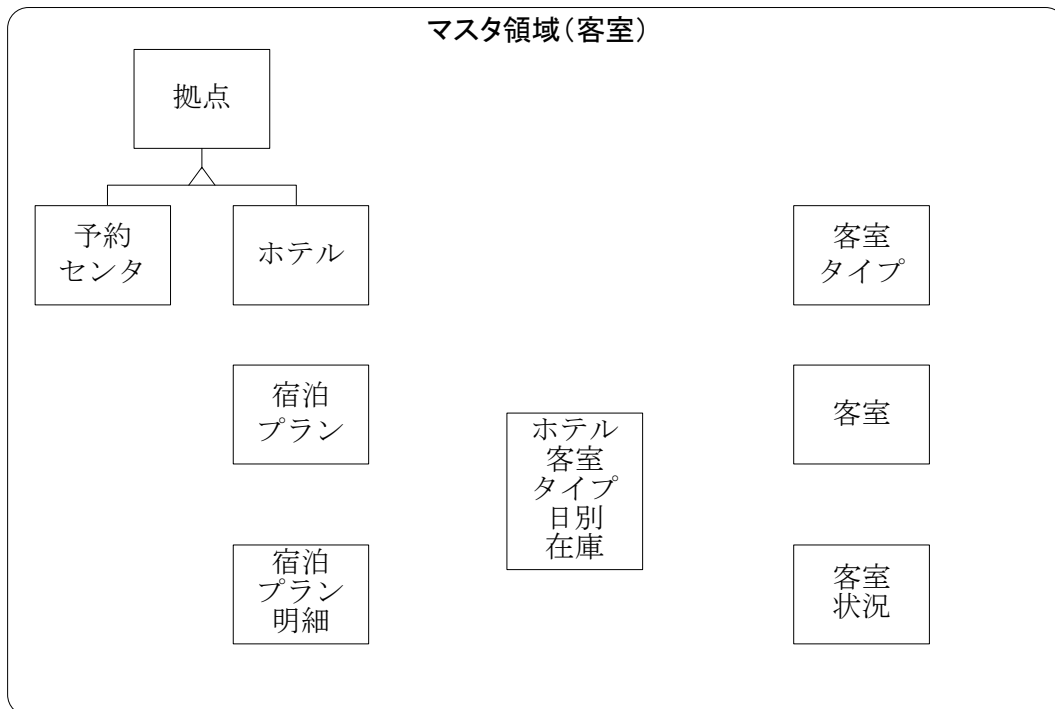 マスタ領域（客室）
拠点
予約
センタ
ホテル
客室
タイプ
宿泊
プラン
ホテル
客室
タイプ
日別
在庫
客室
宿泊
プラン
明細
客室
状況